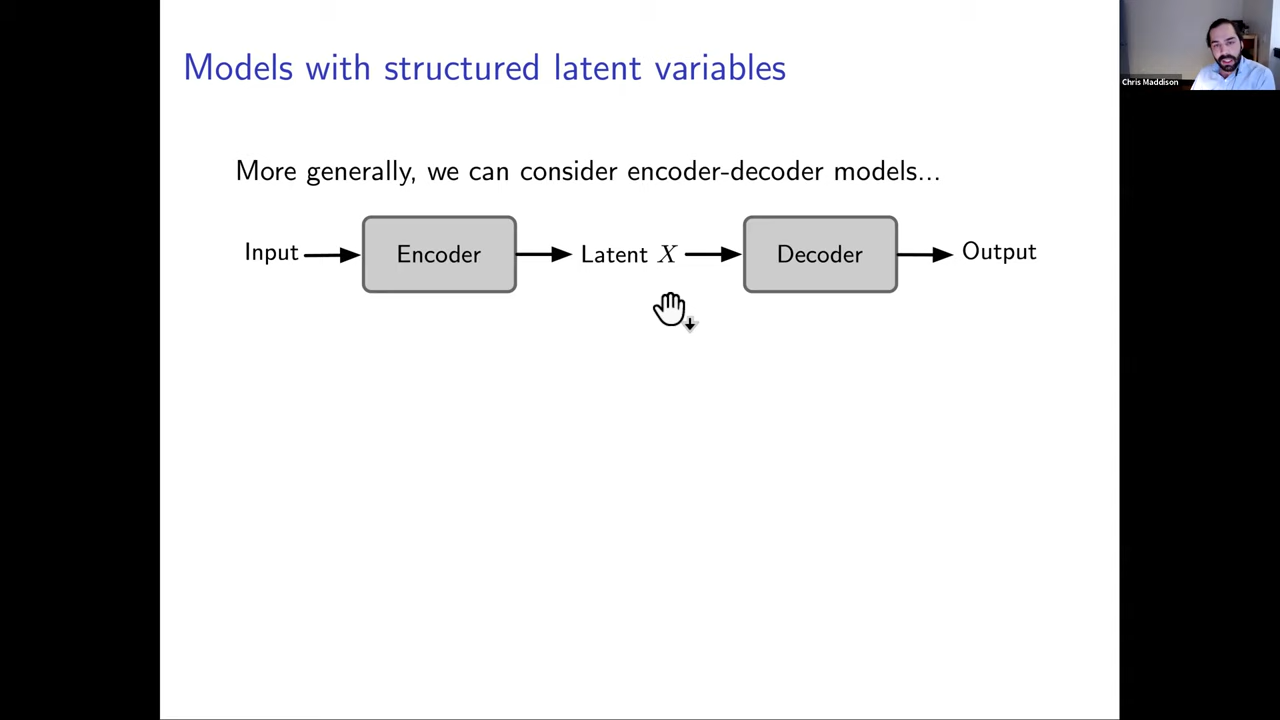 Models with structured latent variables
Chris Maddison
More generally, we can consider encoder-decoder models...
Input Encoder Latent X Decoder Output